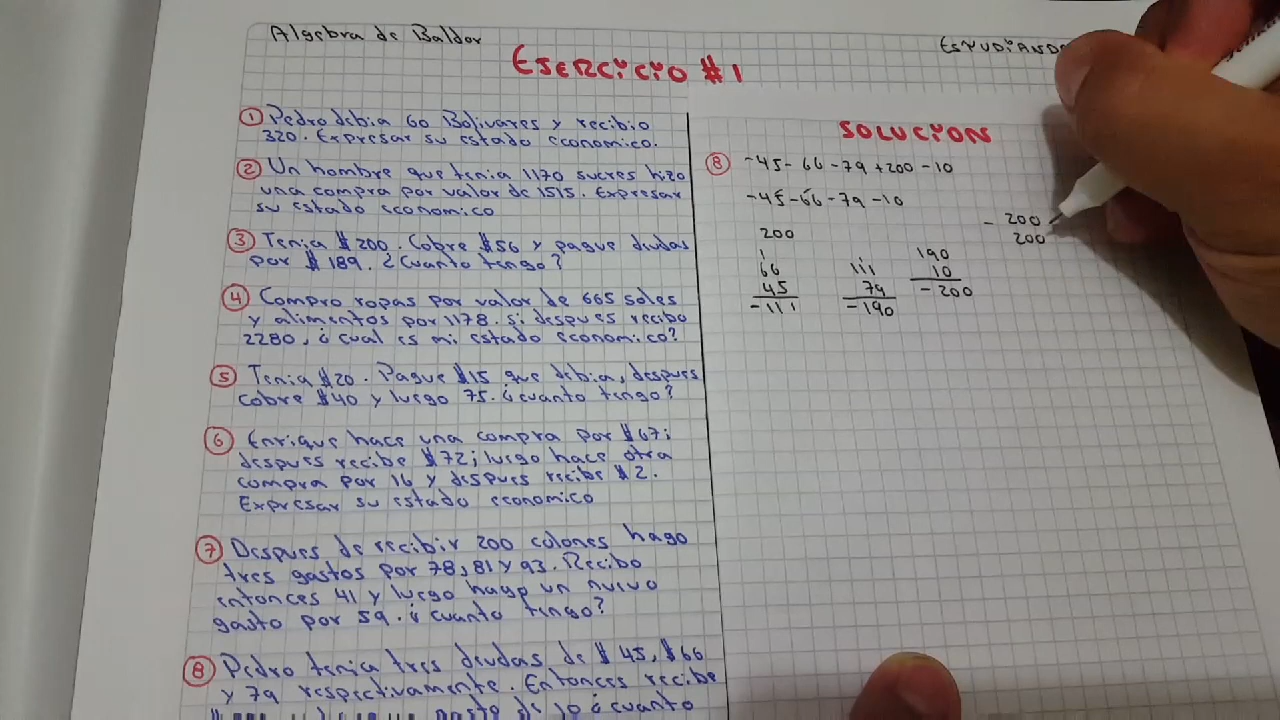 Algebra de Baldor
ESTUDIANDO
EJERCICIO #1
① Pedro debia 60 Bolivares y recibio
320. Expresar su estado economico.
② Un hombre que tenia 1170 sucres hizo
una compra por valor de 1515. Expresar
su estado economico
③ Tenia $200. Cobre $56 y pague deudas
por $189. ¿Cuanto tengo?
④ Compro ropas por valor de 665 soles
y alimentos por 1178. si despues recibo
2280, ¿cual es mi estado economico?
⑤ Tenia $20. Pague $15 que debia, despues
cobre $40 y luego 75. ¿cuanto tengo?
⑥ Enrique hace una compra por $67;
despues recibe $72; luego hace otra
compra por 16 y despues recibe $2.
Expresar su estado economico
⑦ Despues de recibir 200 colones hago
tres gastos por 78, 81 y 93. Recibo
entonces 41 y luego hago un nuevo
gasto por 59. ¿cuanto tengo?
⑧ Pedro tenia tres deudas de $45, $66
y 79 respectivamente. Entonces recibe
gasto de 10 ¿cuanto
SOLUCION
⑧ -45-66-79+200-10
-45-66-79-10
200
1
66
45
-111
111
79
-190
190
10
-200
- 200
200